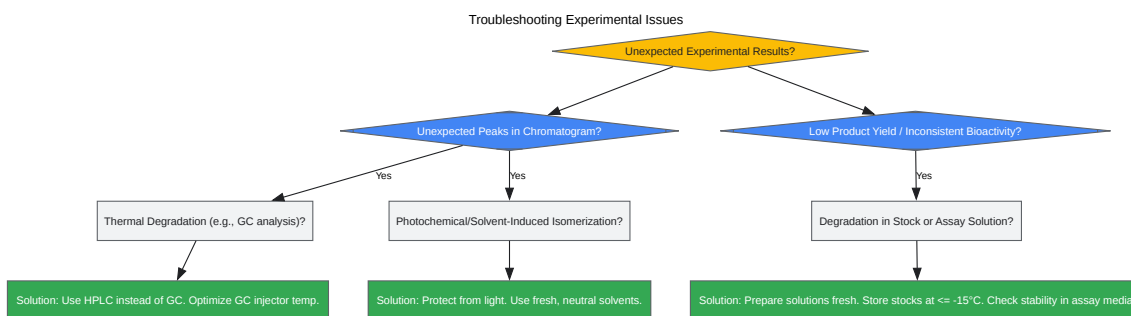 Troubleshooting Experimental Issues
Unexpected Experimental Results?
Unexpected Peaks in Chromatogram?
Low Product Yield / Inconsistent Bioactivity?
Yes
Yes
Yes
Thermal Degradation (e.g., GC analysis)?
Photochemical/Solvent-Induced Isomerization?
Degradation in Stock or Assay Solution?
Solution: Use HPLC instead of GC. Optimize GC injector temp.
Solution: Protect from light. Use fresh, neutral solvents.
Solution: Prepare solutions fresh. Store stocks at <= -15°C. Check stability in assay media